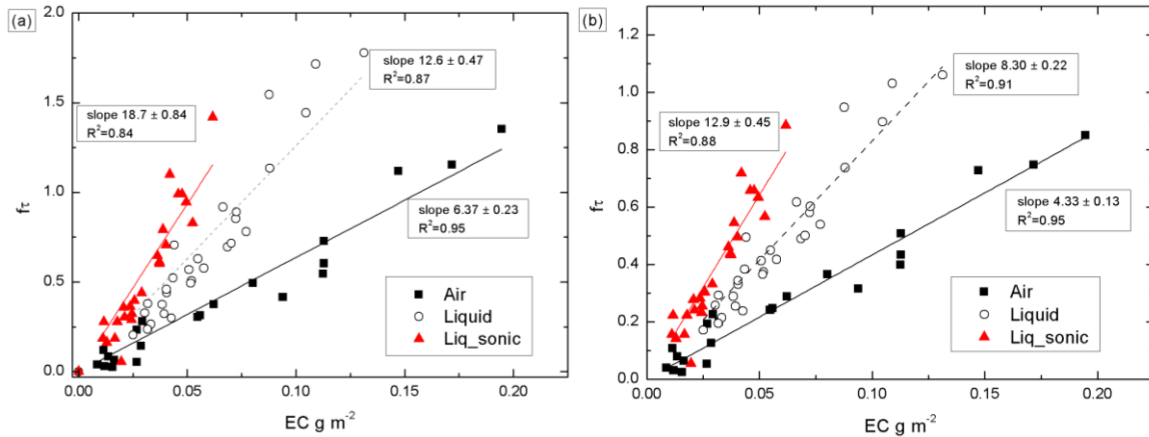 (a)
2.0
1.5
1.0
0.5
0.0
fτ
slope 12.6 ± 0.47
R²=0.87
slope 18.7 ± 0.84
R²=0.84
slope 6.37 ± 0.23
R²=0.95
Air
Liquid
Liq_sonic
0.00 0.05 0.10 0.15 0.20
EC g m⁻²
(b)
1.2
1.0
0.8
0.6
0.4
0.2
0.0
fτ
slope 8.30 ± 0.22
R²=0.91
slope 12.9 ± 0.45
R²=0.88
slope 4.33 ± 0.13
R²=0.95
Air
Liquid
Liq_sonic
0.00 0.05 0.10 0.15 0.20
EC g m⁻²